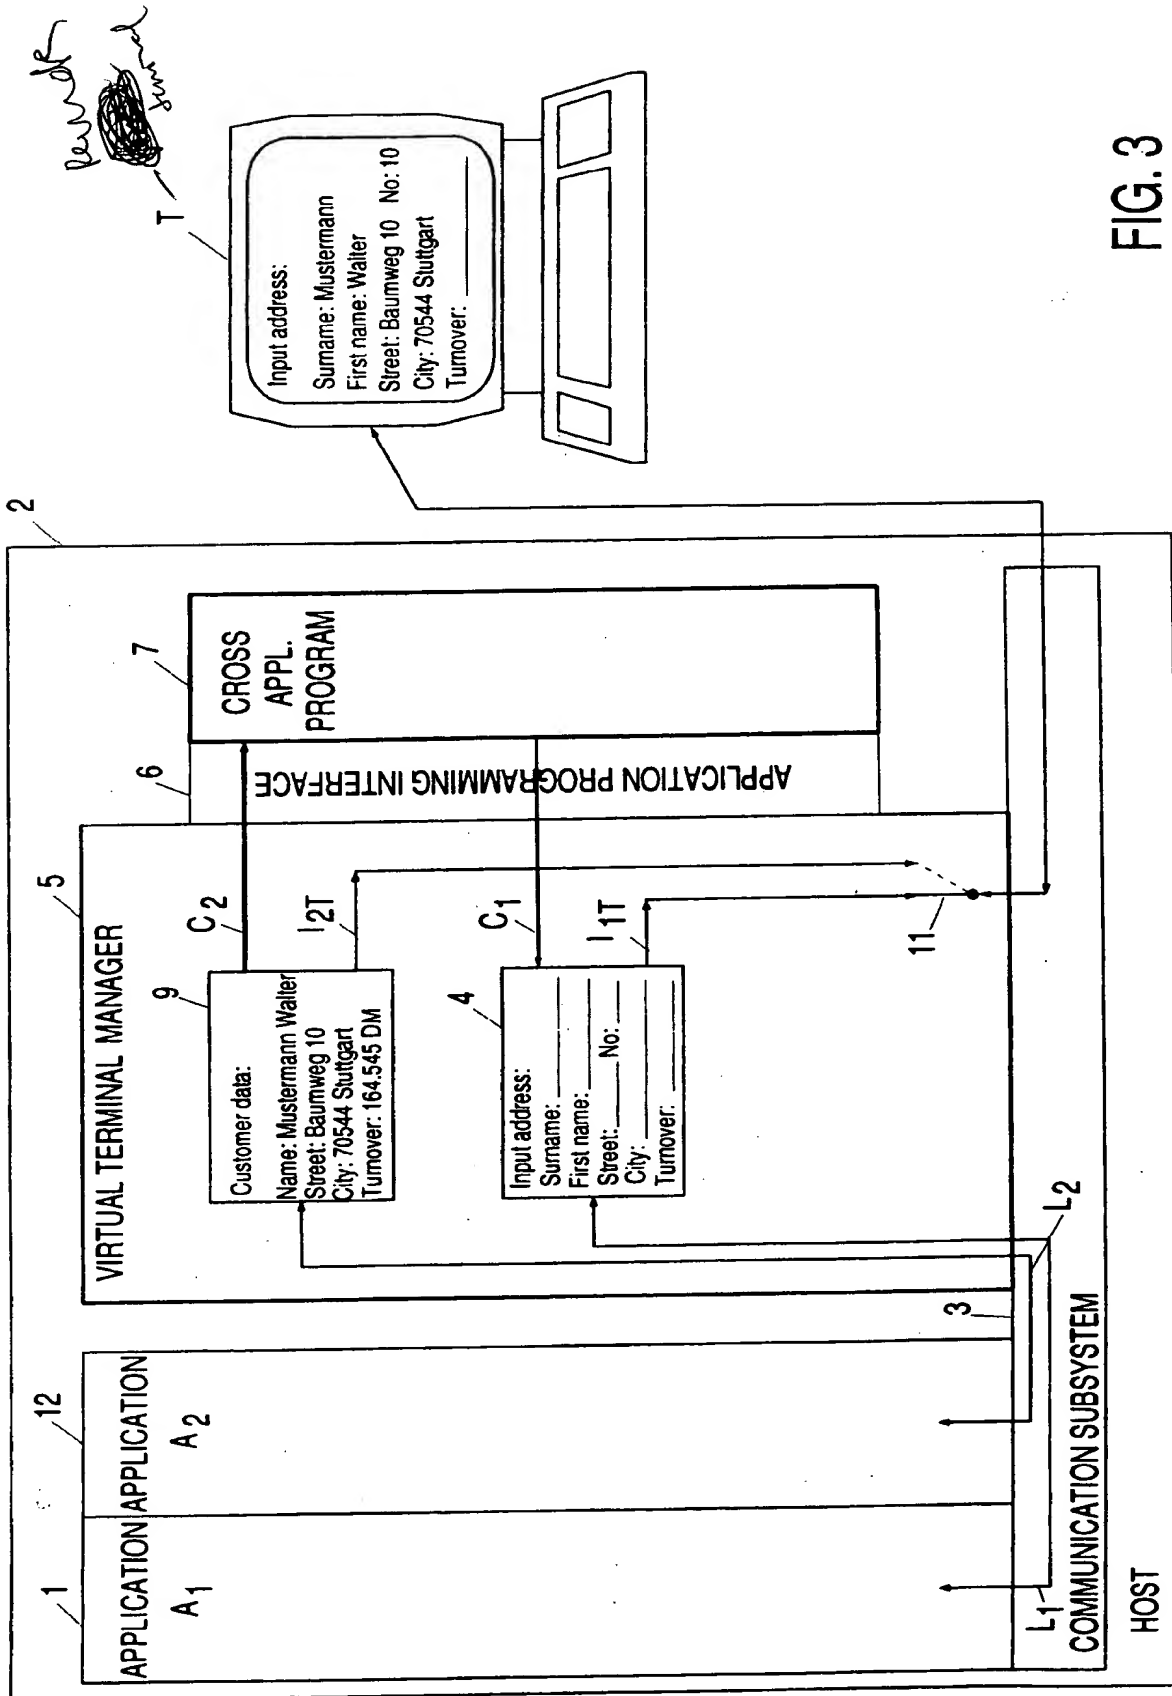 2
1
12
5
6
7
APPLICATION
APPLICATION
A1
A2
VIRTUAL TERMINAL MANAGER
9
C2
Customer data:
Name: Mustermann Walter
Street: Baumweg 10
City: 70544 Stuttgart
Turnover: 164.545 DM
I2T
4
C1
Input address:
Surname:
First name:
Street: No:
City:
Turnover:
I1T
11
APPLICATION PROGRAMMING INTERFACE
CROSS
APPL.
PROGRAM
T
Input address:
Surname: Mustermann
First name: Walter
Street: Baumweg 10 No: 10
City: 70544 Stuttgart
Turnover:
3
L1
L2
COMMUNICATION SUBSYSTEM
HOST
FIG. 3